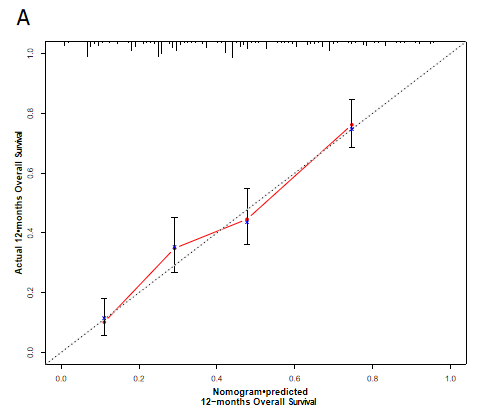 A
1.0
0.8
0.6
0.4
0.2
0.0
Actual 12•months Overall Survival
0.0 0.2 0.4 0.6 0.8 1.0
Nomogram•predicted
12-months Overall Survival